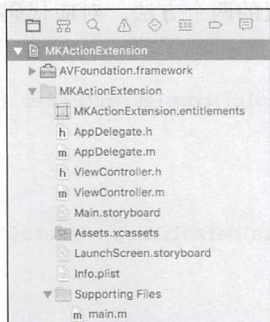 MKActionExtension
AVFoundation.framework
MKActionExtension
MKActionExtension.entitlements
h AppDelegate.h
m AppDelegate.m
h ViewController.h
m ViewController.m
Main.storyboard
Assets.xcassets
LaunchScreen.storyboard
Info.plist
Supporting Files
m main.m